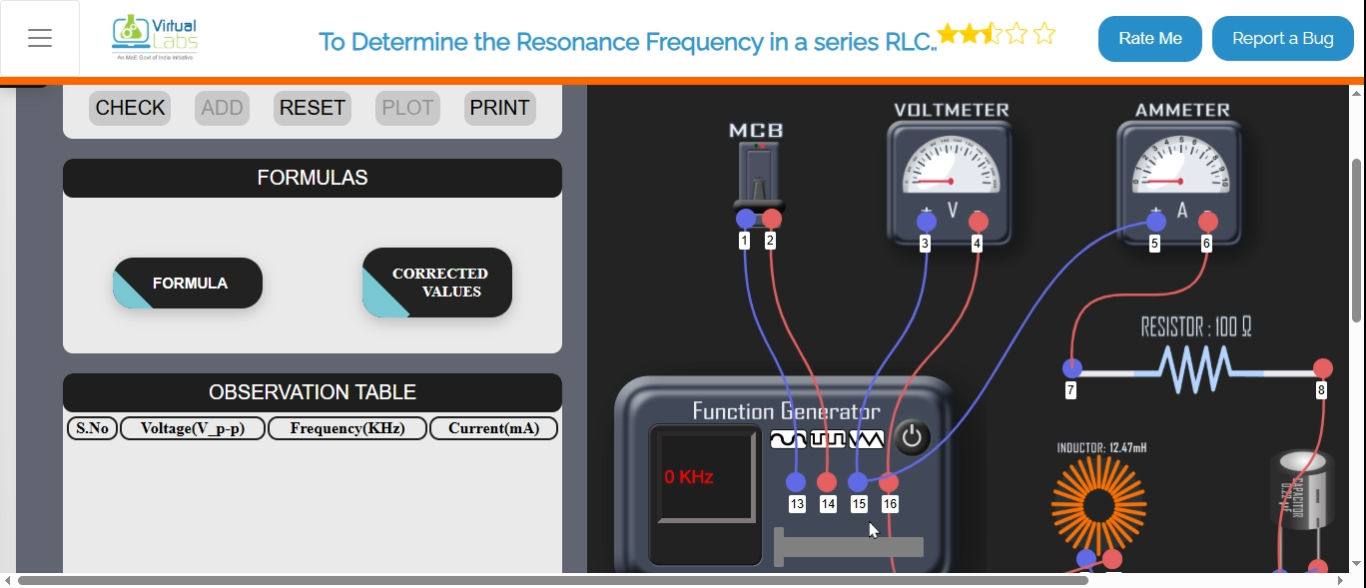 Virtual
Labs
An MoE Govt of India Initiative
To Determine the Resonance Frequency in a series RLC..
Rate Me
Report a Bug
CHECK
ADD
RESET
PLOT
PRINT
FORMULAS
FORMULA
CORRECTED
VALUES
OBSERVATION TABLE
S.No
Voltage(V_p-p)
Frequency(KHz)
Current(mA)
MCB
1
2
VOLTMETER
+ V -
3
4
AMMETER
+ A -
5
6
RESISTOR : 100 Ω
7
8
Function Generator
0 KHz
13
14
15
16
INDUCTOR: 12.47mH
CAPACITOR